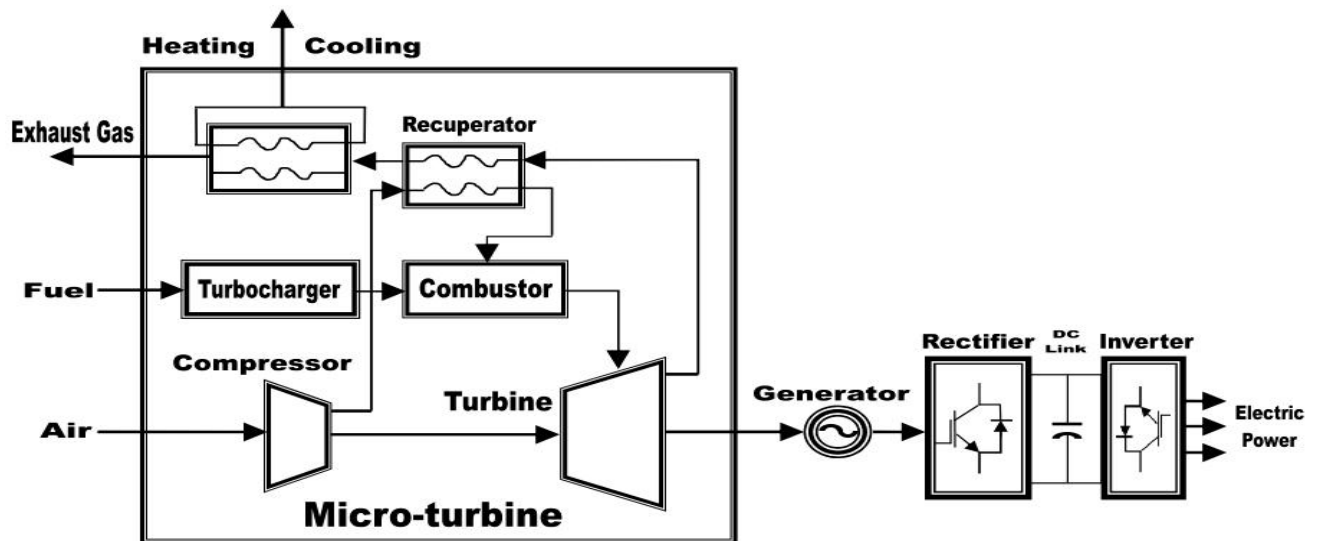 Heating Cooling
Exhaust Gas
Recuperator
Fuel
Turbocharger
Combustor
Compressor
Turbine
Air
Micro-turbine
Generator
Rectifier
DC
Link
Inverter
Electric
Power